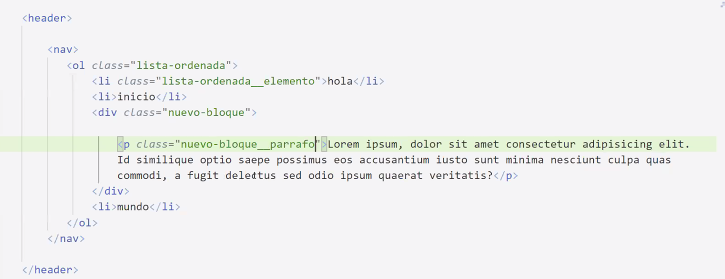 <header>
<nav>
<ol class="lista-ordenada">
<li class="lista-ordenada__elemento">hola</li>
<li>inicio</li>
<div class="nuevo-bloque">
<p class="nuevo-bloque__parrafo">Lorem ipsum, dolor sit amet consectetur adipisicing elit.
Id similique optio saepe possimus eos accusantium iusto sunt minima nesciunt culpa quas
commodi, a fugit delectus sed odio ipsum quaerat veritatis?</p>
</div>
<li>mundo</li>
</ol>
</nav>
</header>